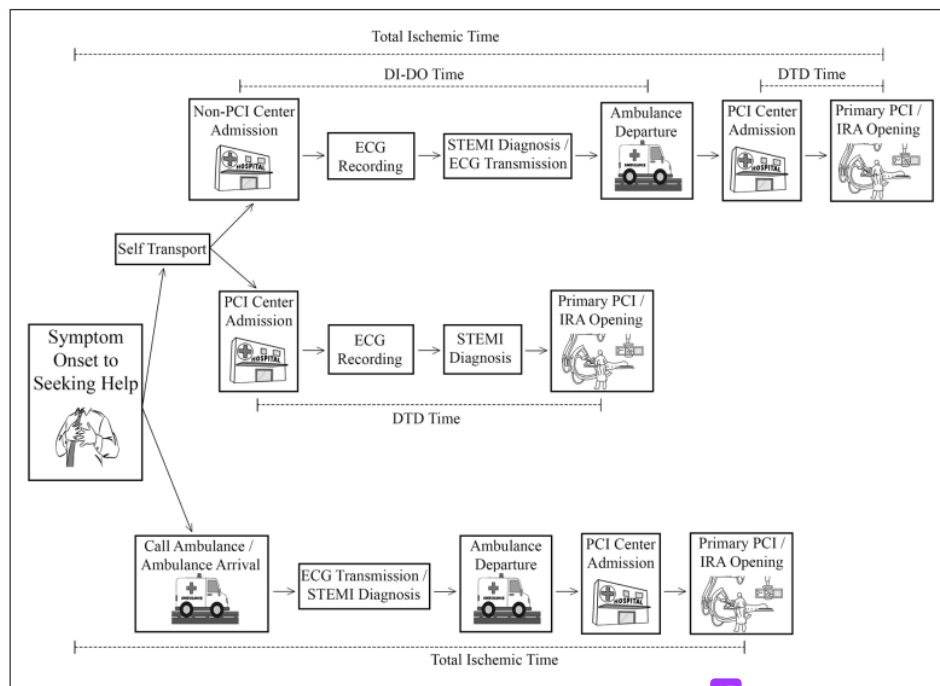 Total Ischemic Time
DI-DO Time
DTD Time
Non-PCI Center
Admission
HOSPITAL
ECG
Recording
STEMI Diagnosis /
ECG Transmission
Ambulance
Departure
AMBULANCE
PCI Center
Admission
HOSPITAL
Primary PCI /
IRA Opening
Self Transport
PCI Center
Admission
HOSPITAL
ECG
Recording
STEMI
Diagnosis
Primary PCI /
IRA Opening
DTD Time
Symptom
Onset to
Seeking Help
Call Ambulance /
Ambulance Arrival
AMBULANCE
ECG Transmission /
STEMI Diagnosis
Ambulance
Departure
AMBULANCE
PCI Center
Admission
HOSPITAL
Primary PCI /
IRA Opening
Total Ischemic Time